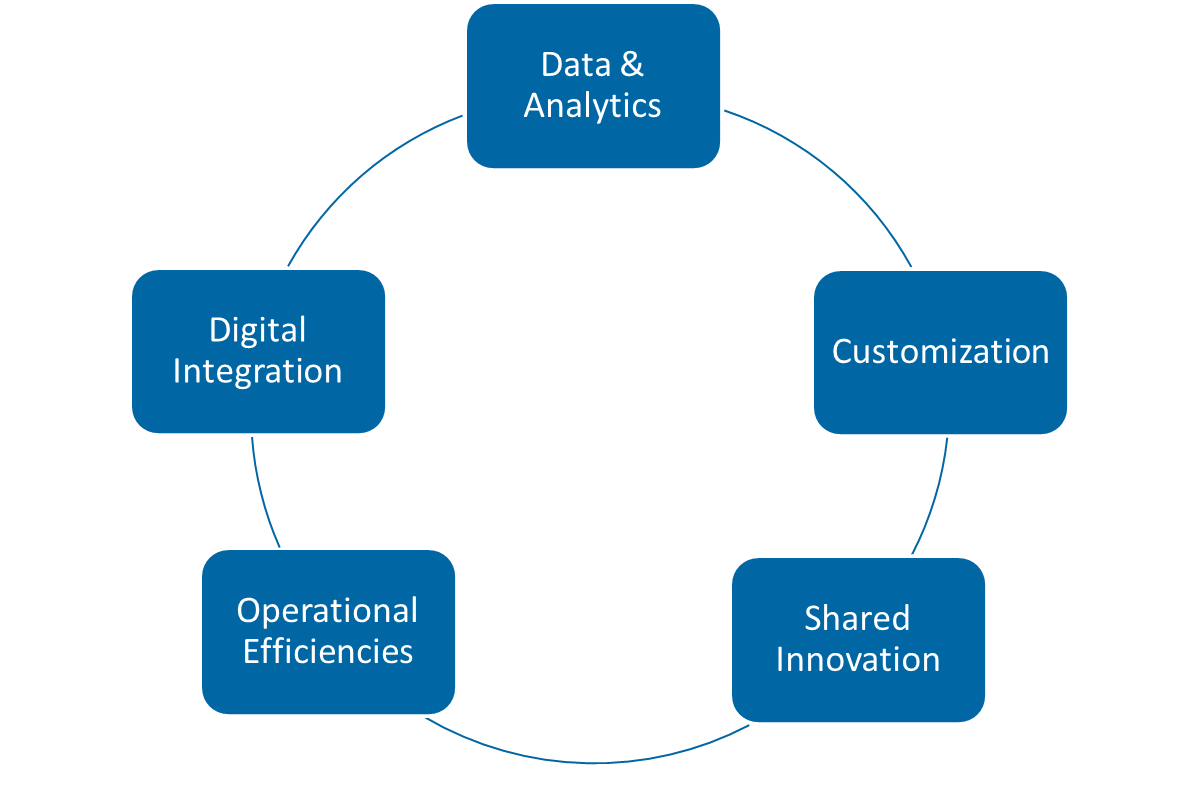 Data &
Analytics
Customization
Shared
Innovation
Operational
Efficiencies
Digital
Integration